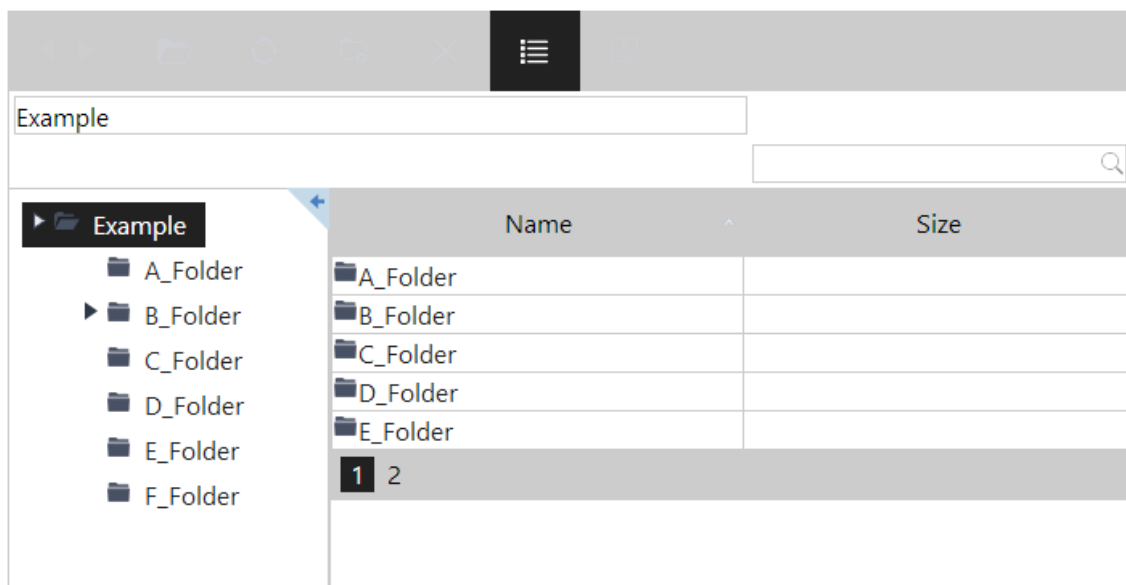 Example
Example
A_Folder
B_Folder
C_Folder
D_Folder
E_Folder
F_Folder
Name Size
A_Folder
B_Folder
C_Folder
D_Folder
E_Folder
1 2